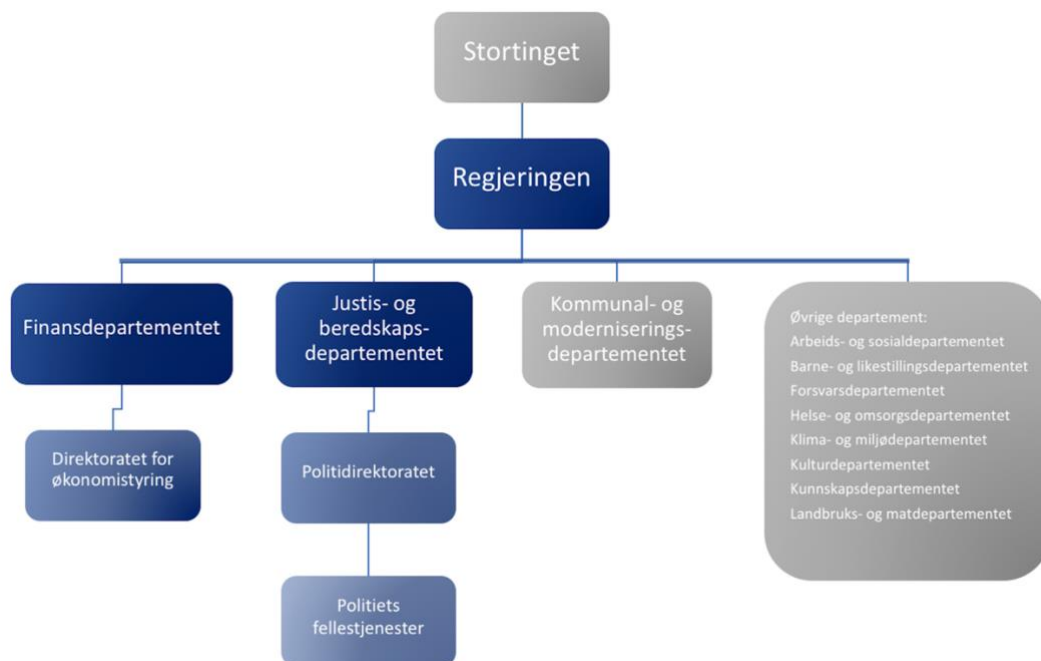 Stortinget
Regjeringen
Finansdepartementet
Justis- og
beredskaps-
departementet
Kommunal- og
moderniserings-
departementet
Øvrige departement:
Arbeids- og sosialdepartementet
Barne- og likestillingsdepartementet
Forsvarsdepartementet
Helse- og omsorgsdepartementet
Klima- og miljødepartementet
Kulturdepartementet
Kunnskapsdepartementet
Landbruks- og matdepartementet
Direktoratet for
økonomistyring
Politidirektoratet
Politiets
fellestjenester